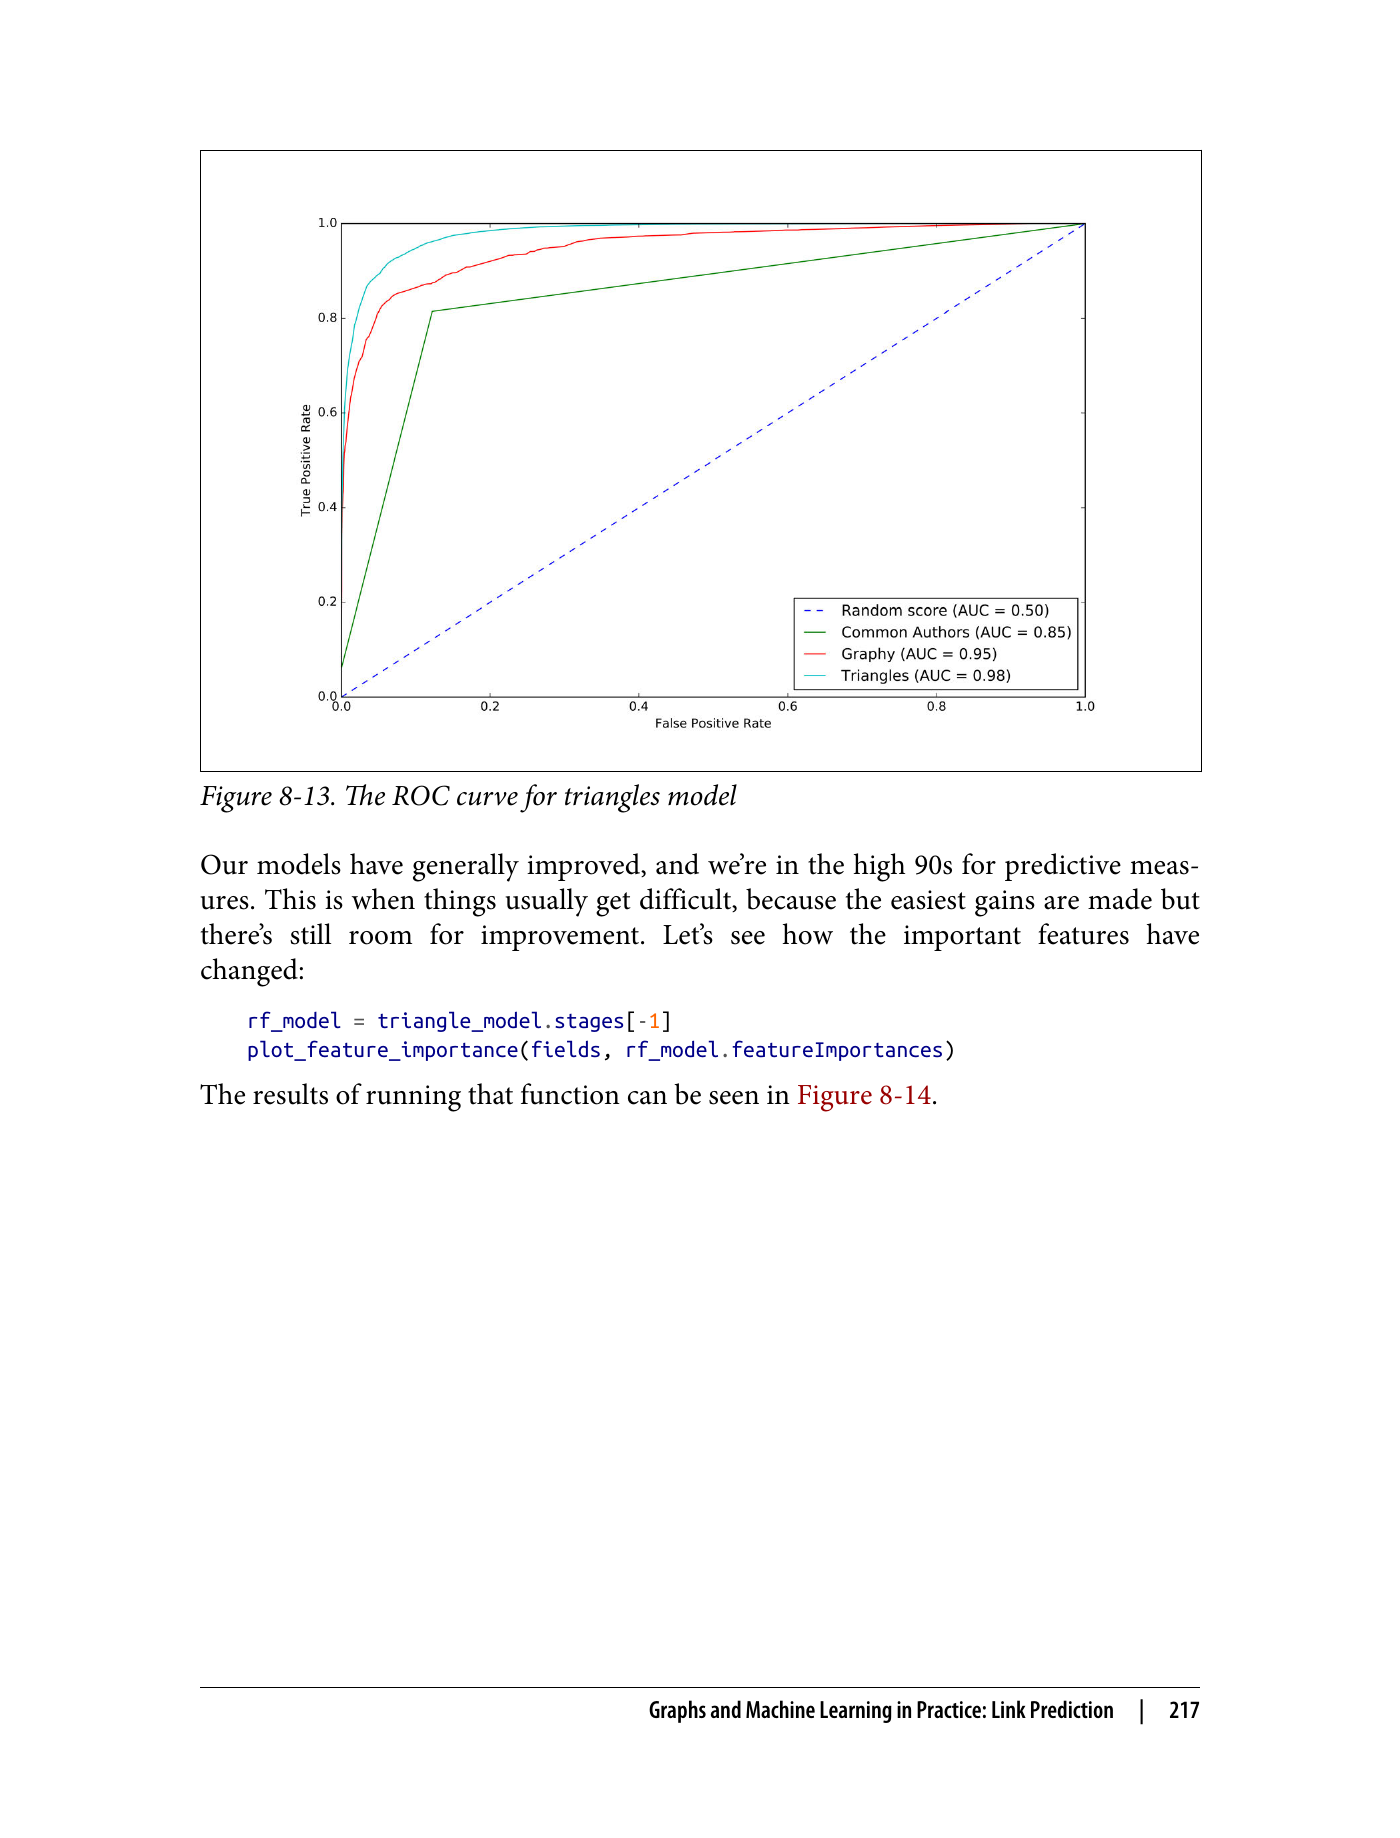 1.0
0.8
0.6
0.4
0.2
0.0
True Positive Rate
0.0 0.2 0.4 0.6 0.8 1.0
False Positive Rate
Random score (AUC = 0.50)
Common Authors (AUC = 0.85)
Graphy (AUC = 0.95)
Triangles (AUC = 0.98)
Figure 8-13. The ROC curve for triangles model
Our models have generally improved, and we’re in the high 90s for predictive meas-
ures. This is when things usually get difficult, because the easiest gains are made but
there’s still room for improvement. Let’s see how the important features have
changed:
rf_model = triangle_model.stages[-1]
plot_feature_importance(fields, rf_model.featureImportances)
The results of running that function can be seen in Figure 8-14.
Graphs and Machine Learning in Practice: Link Prediction | 217